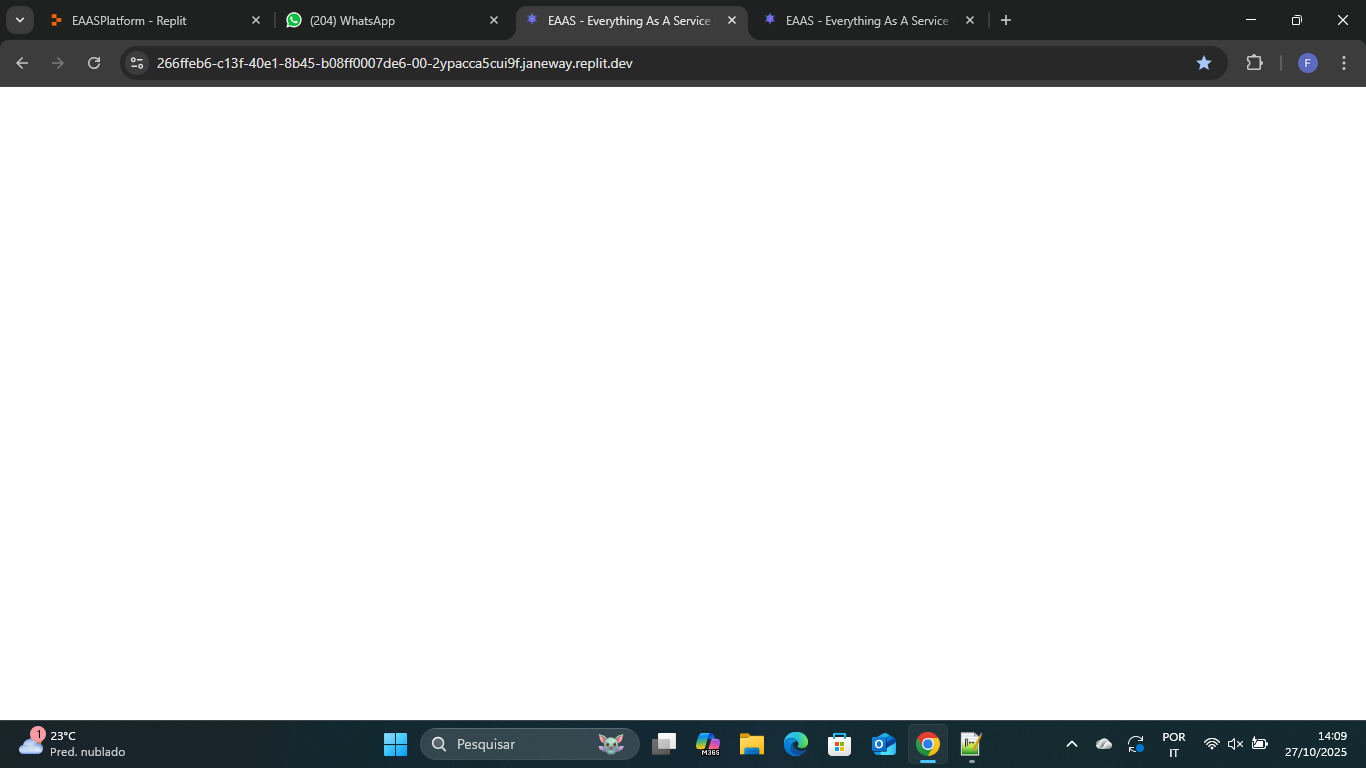 EAASPlatform - Replit
(204) WhatsApp
EAAS - Everything As A Service
EAAS - Everything As A Service
266ffeb6-c13f-40e1-8b45-b08ff0007de6-00-2ypacca5cui9f.janeway.replit.dev
F
1
23°C
Pred. nublado
Pesquisar
M365
POR
IT
14:09
27/10/2025